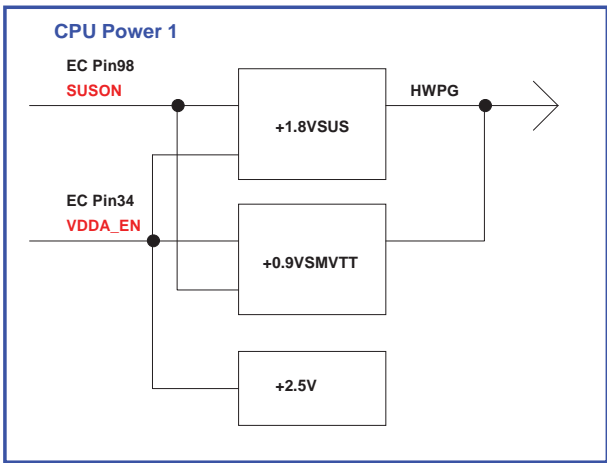 CPU Power 1
EC Pin98
SUSON
HWPG
+1.8VSUS
EC Pin34
VDDA_EN
+0.9VSMVTT
+2.5V